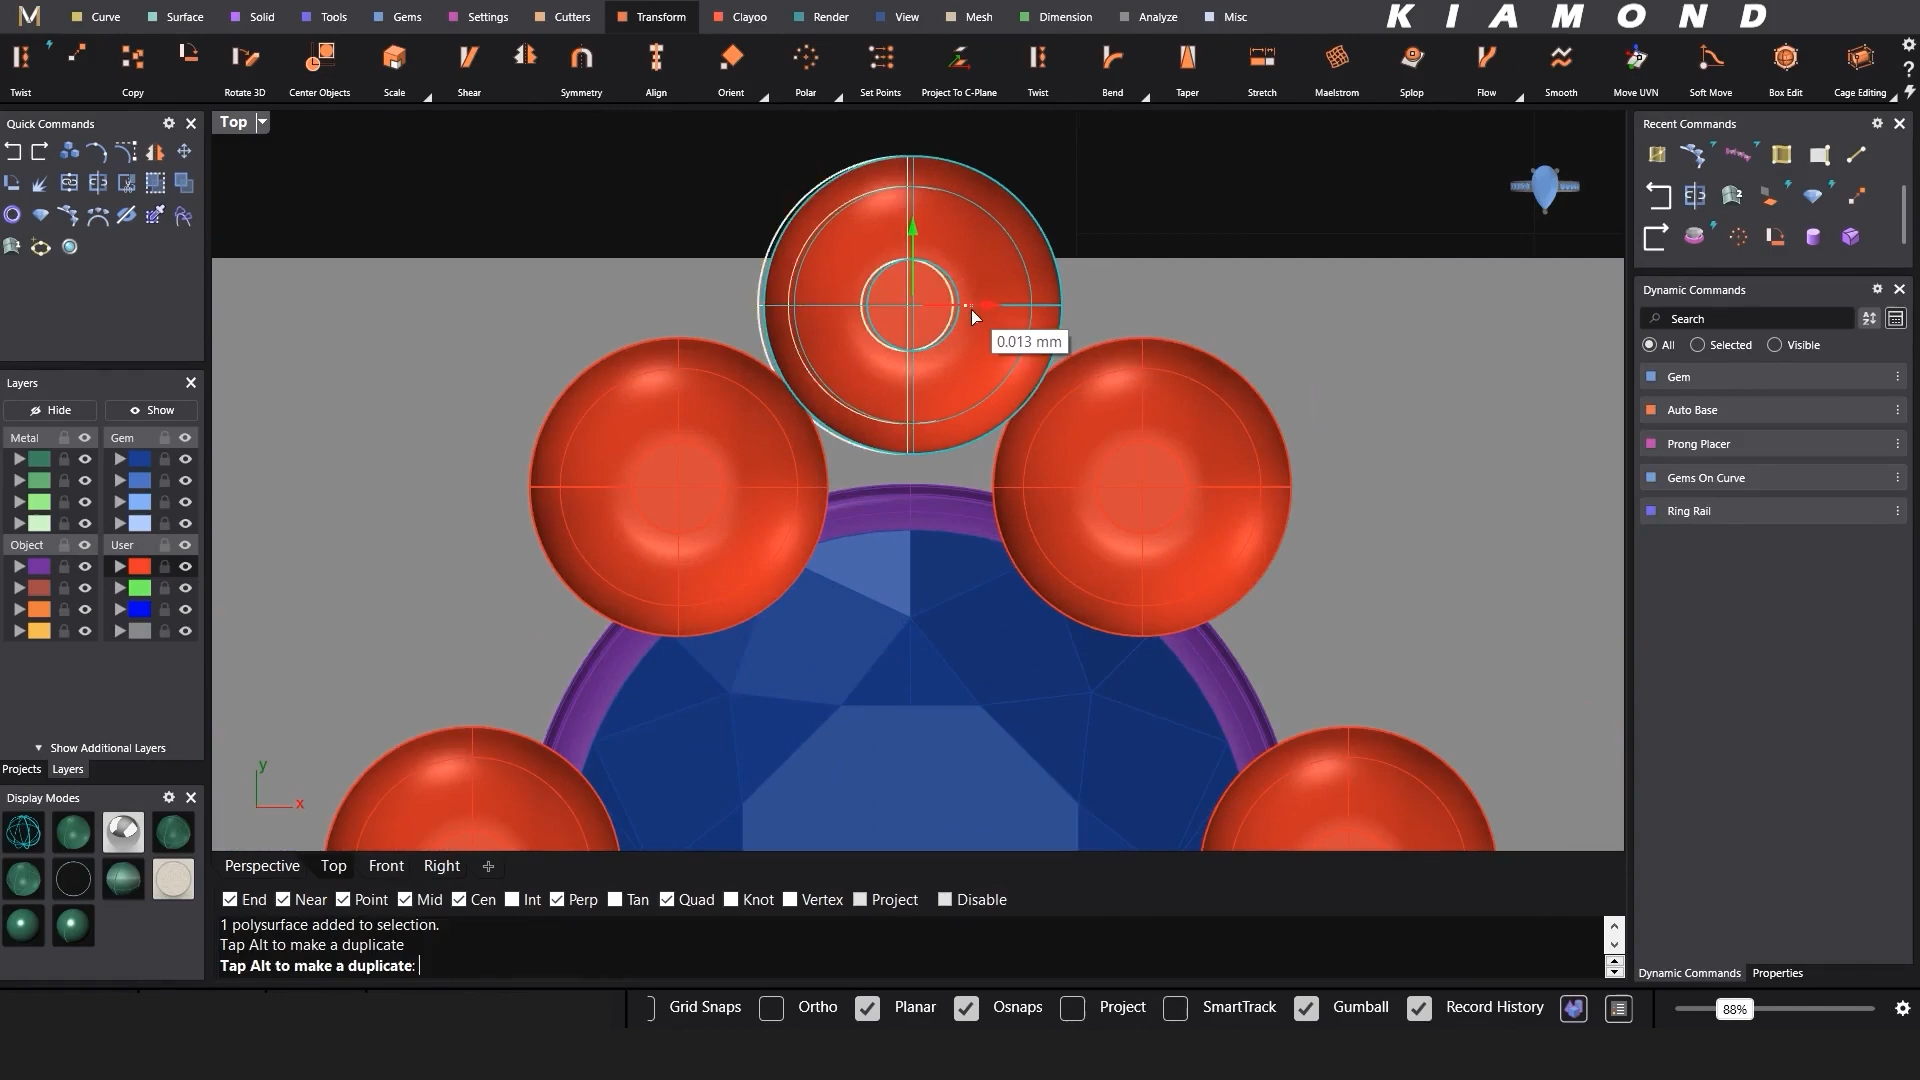 Curve Surface Solid Tools Gems Settings Cutters Transform Clayoo Render View Mesh Dimension Analyze Misc
KIAMOND
Twist Copy Rotate 3D Center Objects Scale Shear Symmetry Align Orient Polar Set Points Project To C-Plane Twist Bend Taper Stretch Maelstrom Splop Flow Smooth Move UVN Soft Move Box Edit Cage Editing
Quick Commands
Top
Recent Commands
0.013 mm
Dynamic Commands
Search
All Selected Visible
Gem
Auto Base
Prong Placer
Gems On Curve
Ring Rail
Layers
Hide Show
Metal Gem
Object User
Show Additional Layers
Projects Layers
Display Modes
y
x
Perspective Top Front Right
End Near Point Mid Cen Int Perp Tan Quad Knot Vertex Project Disable
1 polysurface added to selection.
Tap Alt to make a duplicate
Tap Alt to make a duplicate:
Dynamic Commands Properties
Grid Snaps Ortho Planar Osnaps Project SmartTrack Gumball Record History
88%